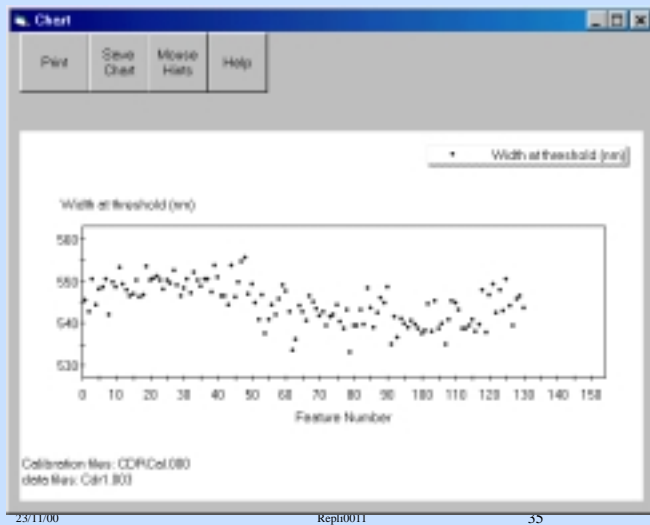 Chart
Print
Save Chart
Mouse Hints
Help
Width at threshold (nm)
Width at threshold (nm)
560
550
540
530
0 10 20 30 40 50 60 70 80 90 100 110 120 130 140 150
Feature Number
Calibration files: CDRCal.000
data files: Cdr1.003
23/11/00
Repli0011
35